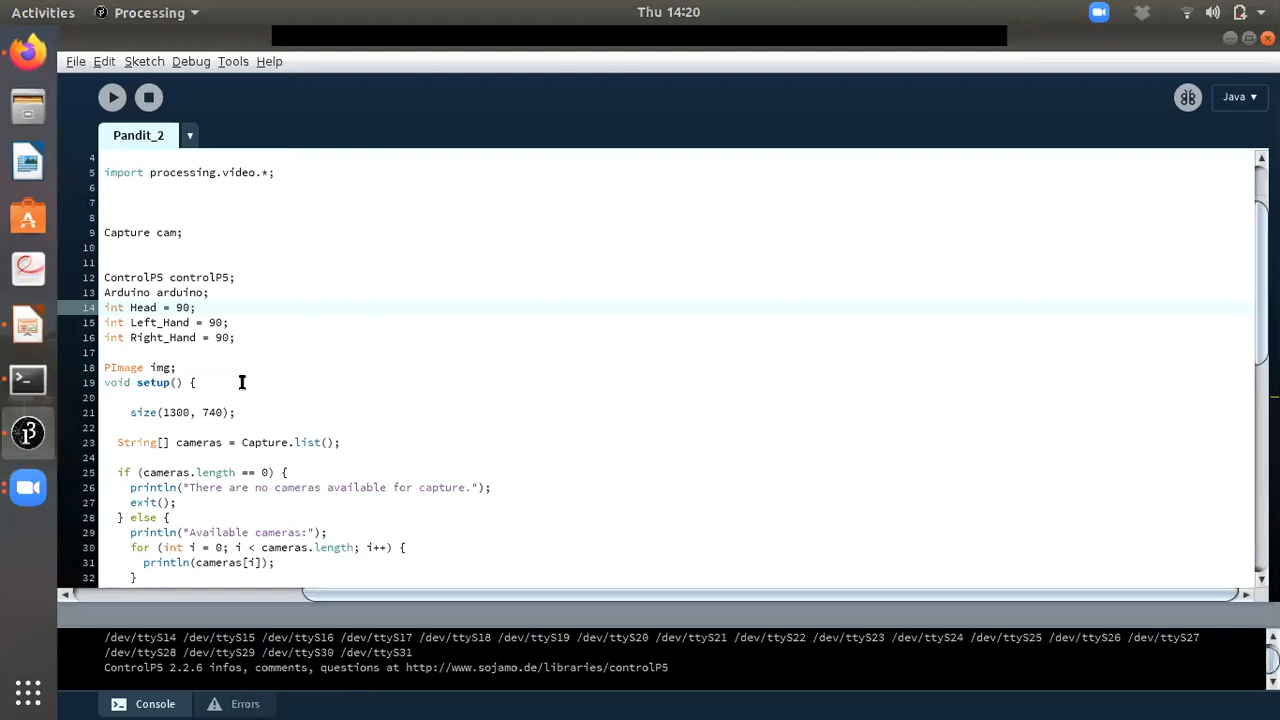 Activities Processing Thu 14:20
File Edit Sketch Debug Tools Help
Java
Pandit_2
4
5 import processing.video.*;
6
7
8
9 Capture cam;
10
11
12 ControlP5 controlP5;
13 Arduino arduino;
14 int Head = 90;
15 int Left_Hand = 90;
16 int Right_Hand = 90;
17
18 PImage img;
19 void setup() {
20
21 size(1300, 740);
22
23 String[] cameras = Capture.list();
24
25 if (cameras.length == 0) {
26 println("There are no cameras available for capture.");
27 exit();
28 } else {
29 println("Available cameras:");
30 for (int i = 0; i < cameras.length; i++) {
31 println(cameras[i]);
32 }
/dev/ttyS14 /dev/ttyS15 /dev/ttyS16 /dev/ttyS17 /dev/ttyS18 /dev/ttyS19 /dev/ttyS20 /dev/ttyS21 /dev/ttyS22 /dev/ttyS23 /dev/ttyS24 /dev/ttyS25 /dev/ttyS26 /dev/ttyS27
/dev/ttyS28 /dev/ttyS29 /dev/ttyS30 /dev/ttyS31
ControlP5 2.2.6 infos, comments, questions at http://www.sojamo.de/libraries/controlP5
Console Errors